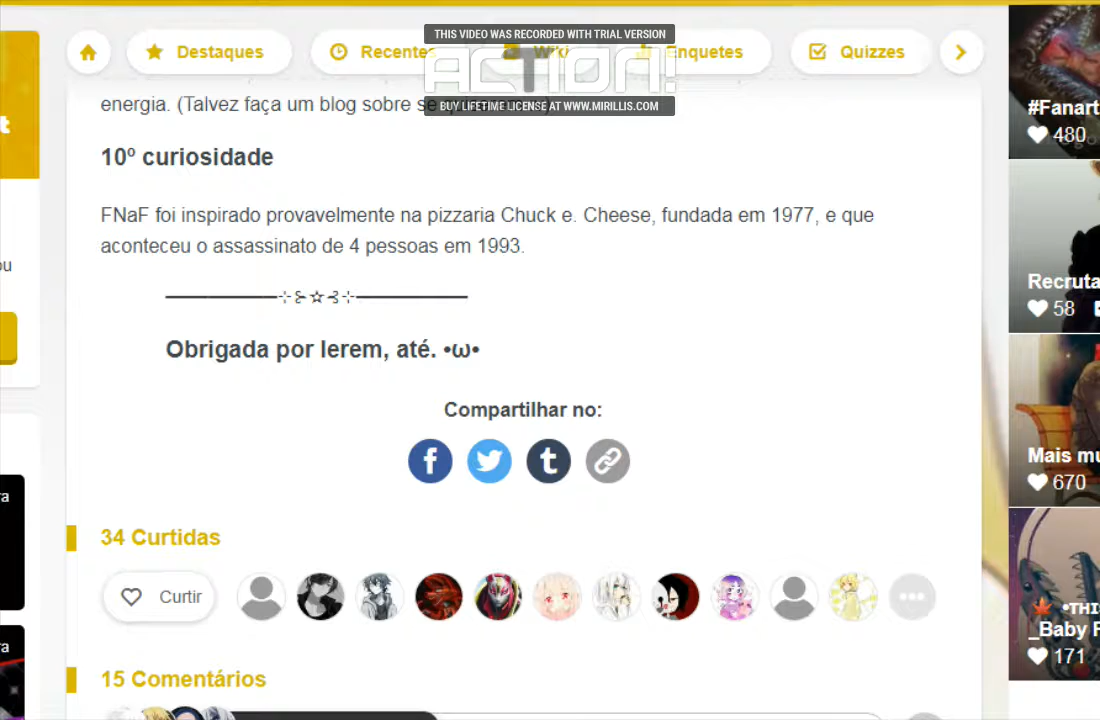 THIS VIDEO WAS RECORDED WITH TRIAL VERSION
Destaques
Recentes
Wiki
Enquetes
Quizzes
ACTION!
BUY LIFETIME LICENSE AT WWW.MIRILLIS.COM
energia. (Talvez faça um blog sobre se
10º curiosidade
FNaF foi inspirado provavelmente na pizzaria Chuck e. Cheese, fundada em 1977, e que
aconteceu o assassinato de 4 pessoas em 1993.
Obrigada por lerem, até. •ω•
Compartilhar no:
34 Curtidas
Curtir
15 Comentários
#Fanart
480
Recruta
58
Mais mu
670
•THI
_Baby F
171
t
ou
ra
ra